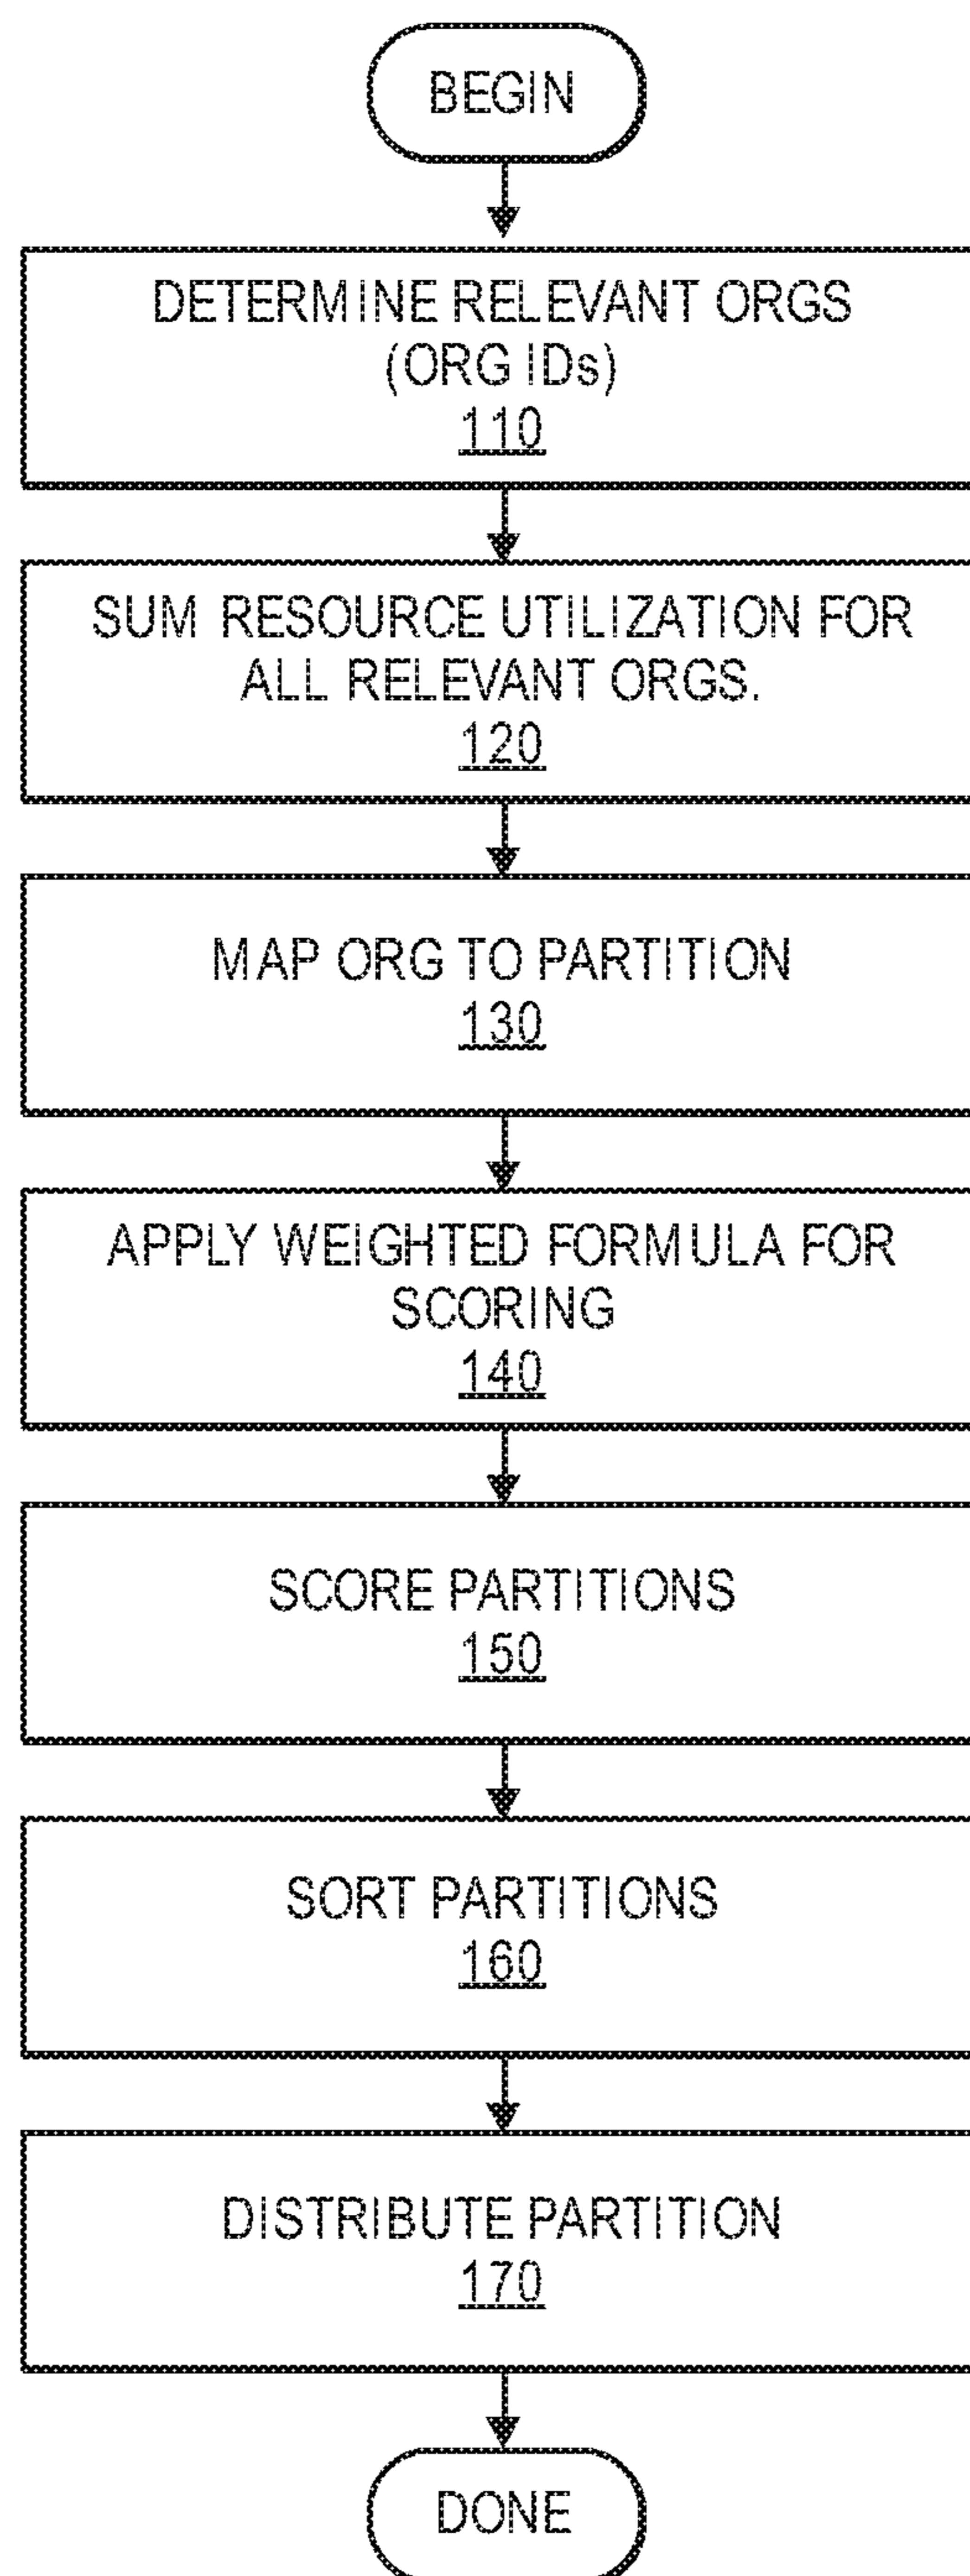 BEGIN
DETERMINE RELEVANT ORGS
(ORG IDs)
110
SUM RESOURCE UTILIZATION FOR
ALL RELEVANT ORGS.
120
MAP ORG TO PARTITION
130
APPLY WEIGHTED FORMULA FOR
SCORING
140
SCORE PARTITIONS
150
SORT PARTITIONS
160
DISTRIBUTE PARTITION
170
DONE